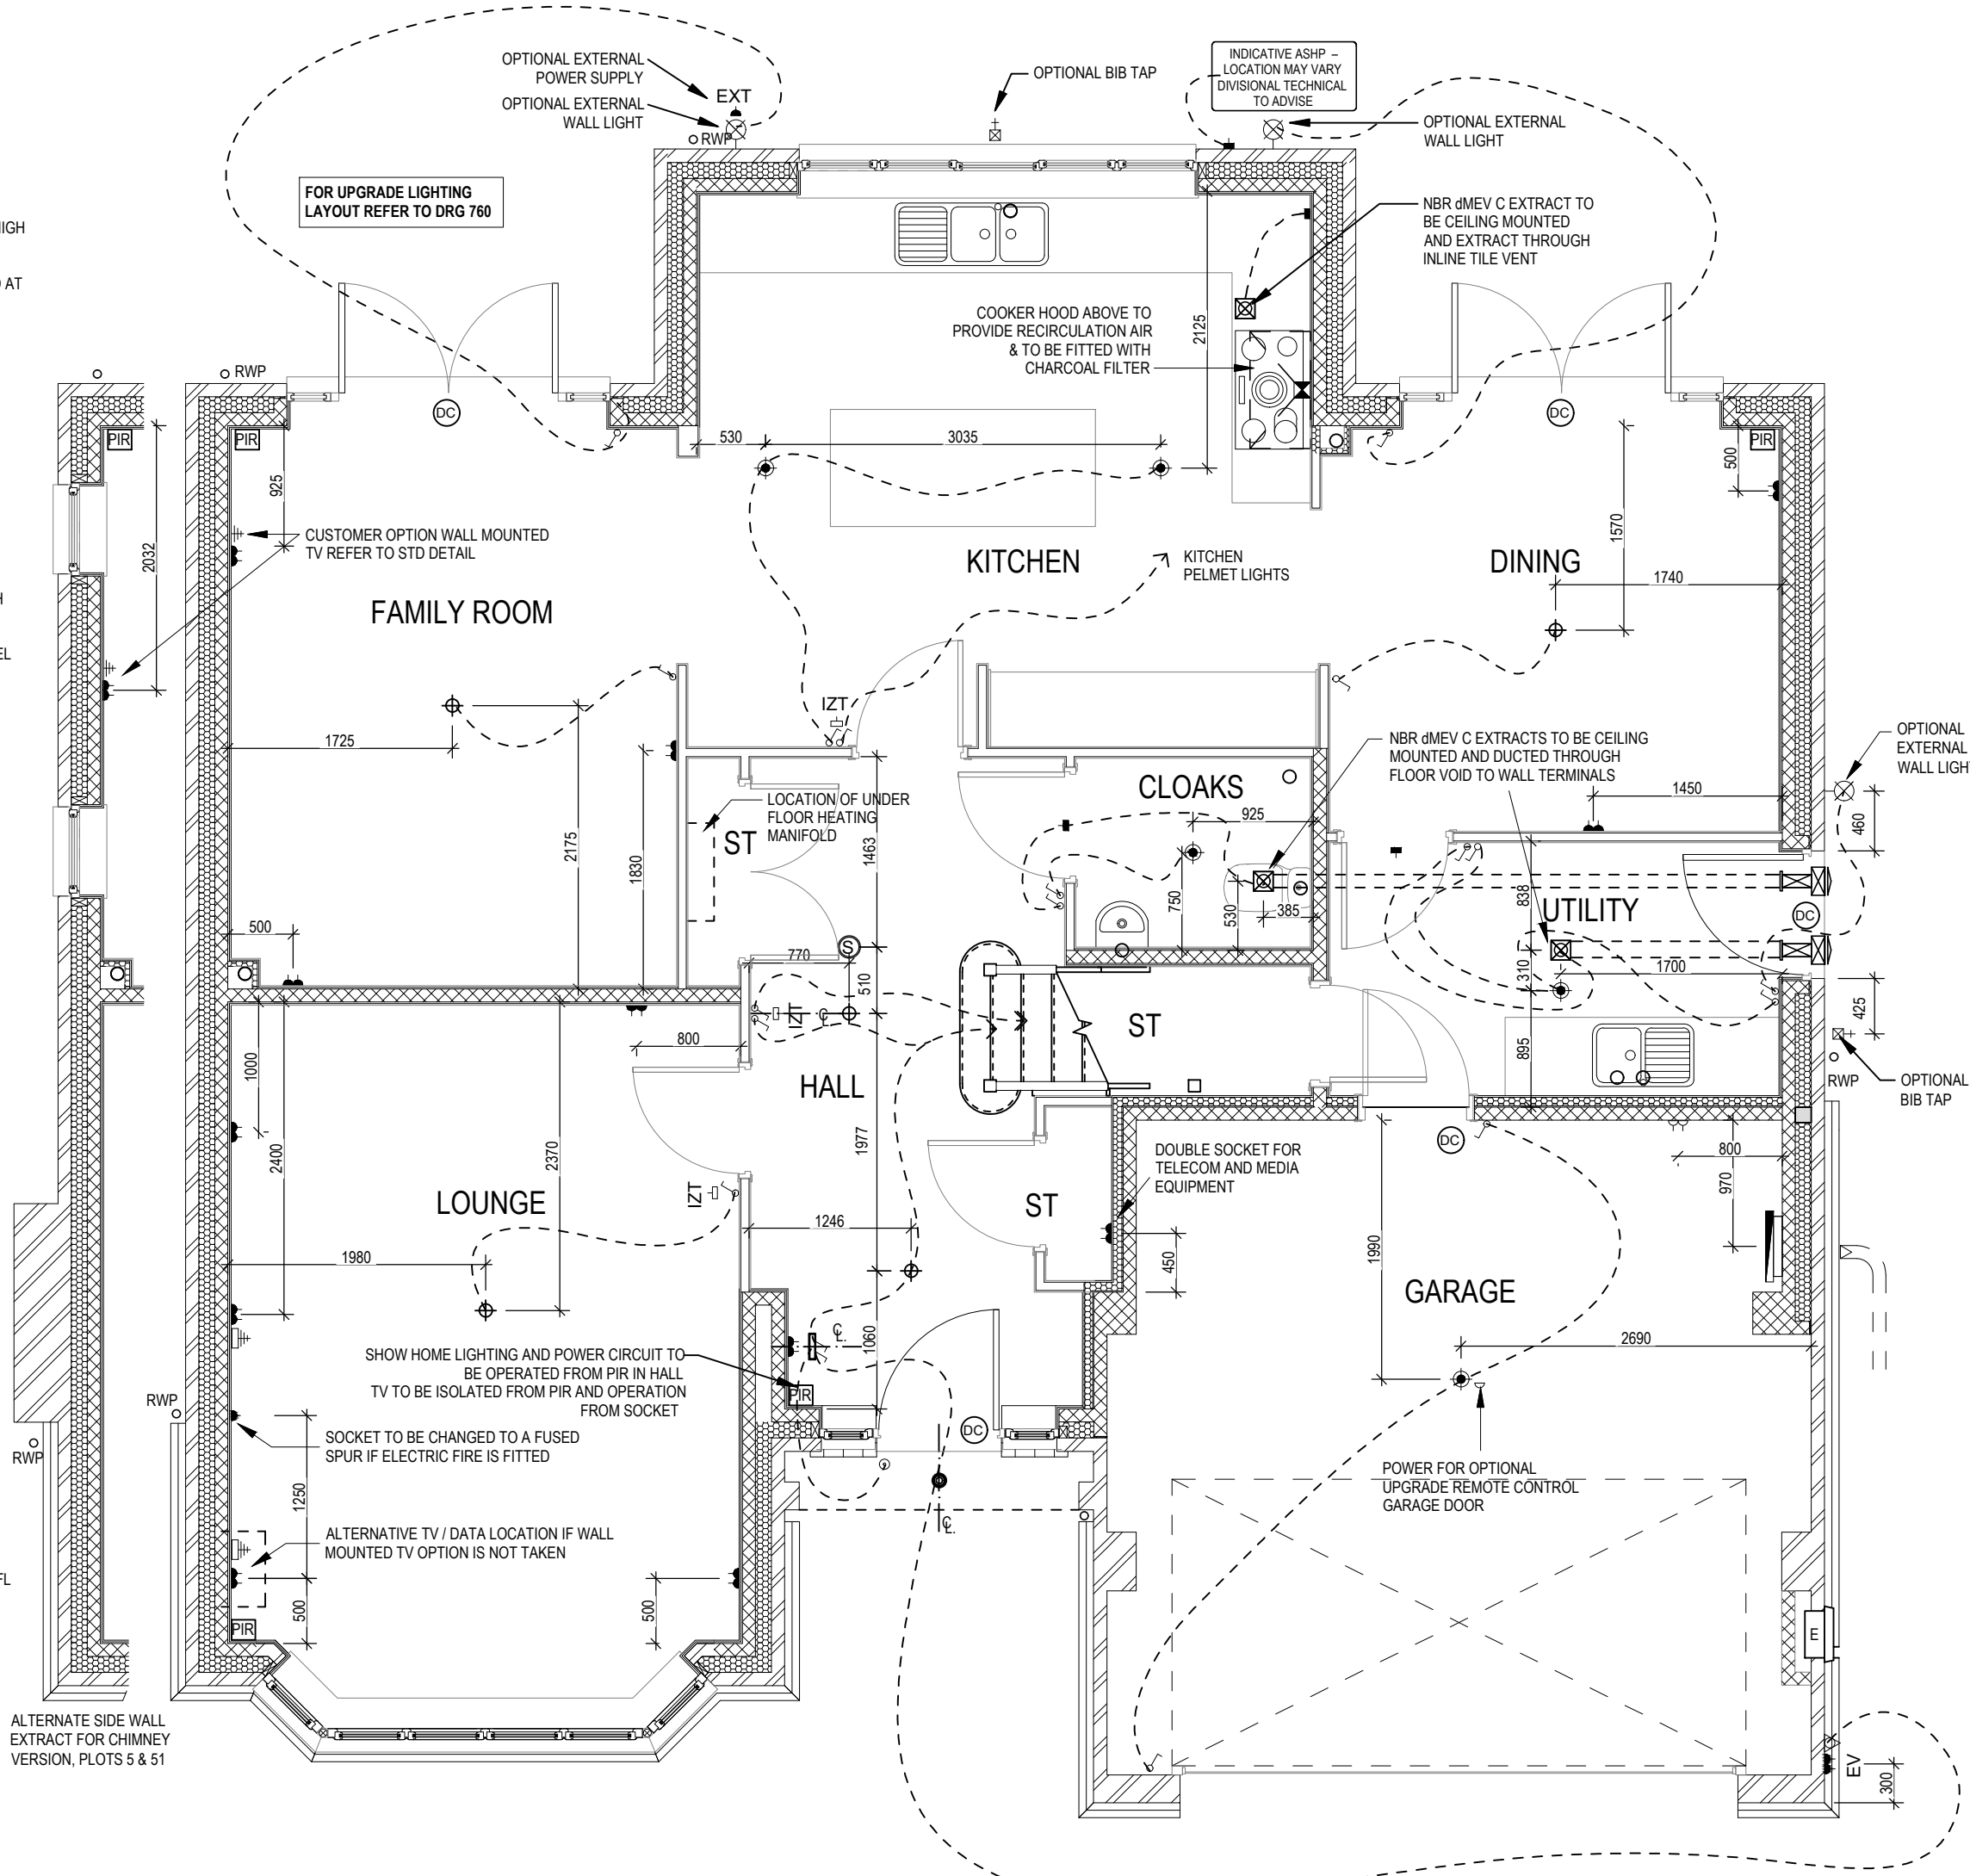 OPTIONAL EXTERNAL
POWER SUPPLY
OPTIONAL EXTERNAL
WALL LIGHT
EXT
RWP
OPTIONAL BIB TAP
INDICATIVE ASHP –
LOCATION MAY VARY
DIVISIONAL TECHNICAL
TO ADVISE
OPTIONAL EXTERNAL
WALL LIGHT
FOR UPGRADE LIGHTING
LAYOUT REFER TO DRG 760
NBR dMEV C EXTRACT TO
BE CEILING MOUNTED
AND EXTRACT THROUGH
INLINE TILE VENT
AT
COOKER HOOD ABOVE TO
PROVIDE RECIRCULATION AIR
& TO BE FITTED WITH
CHARCOAL FILTER
2125
RWP
DC
DC
PIR
PIR
PIR
530
3035
500
925
2032
1570
CUSTOMER OPTION WALL MOUNTED
TV REFER TO STD DETAIL
KITCHEN
KITCHEN
PELMET LIGHTS
DINING
1740
FAMILY ROOM
IZT
1725
NBR dMEV C EXTRACTS TO BE CEILING
MOUNTED AND DUCTED THROUGH
FLOOR VOID TO WALL TERMINALS
OPTIONAL
EXTERNAL
WALL LIGH
CLOAKS
LOCATION OF UNDER
FLOOR HEATING
MANIFOLD
ST
925
1450
460
2175
1830
1463
750
530
385
838
UTILITY
DC
500
S
770
510
310
1700
425
IZT
℄
ST
800
1000
895
HALL
RWP
OPTIONAL
BIB TAP
2400
2370
1977
DC
DOUBLE SOCKET FOR
TELECOM AND MEDIA
EQUIPMENT
800
970
LOUNGE
IZT
ST
1246
1980
450
1990
GARAGE
2690
℄
1060
SHOW HOME LIGHTING AND POWER CIRCUIT TO
BE OPERATED FROM PIR IN HALL
TV TO BE ISOLATED FROM PIR AND OPERATION
FROM SOCKET
PIR
RWP
RWP
DC
SOCKET TO BE CHANGED TO A FUSED
SPUR IF ELECTRIC FIRE IS FITTED
POWER FOR OPTIONAL
UPGRADE REMOTE CONTROL
GARAGE DOOR
1250
℄
ALTERNATIVE TV / DATA LOCATION IF WALL
MOUNTED TV OPTION IS NOT TAKEN
500
500
PIR
E
ALTERNATE SIDE WALL
EXTRACT FOR CHIMNEY
VERSION, PLOTS 5 & 51
EV
300